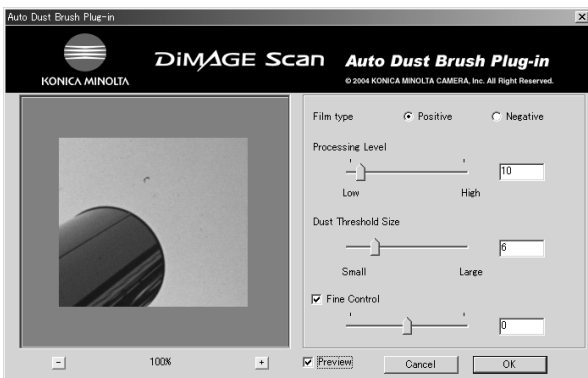 Auto Dust Brush Plug-in
KONICA MINOLTA
DiMAGE Scan
Auto Dust Brush Plug-in
© 2004 KONICA MINOLTA CAMERA, Inc. All Right Reserved.
Film type Positive Negative
Processing Level
10
Low High
Dust Threshold Size
6
Small Large
Fine Control
0
- 100% + Preview Cancel OK